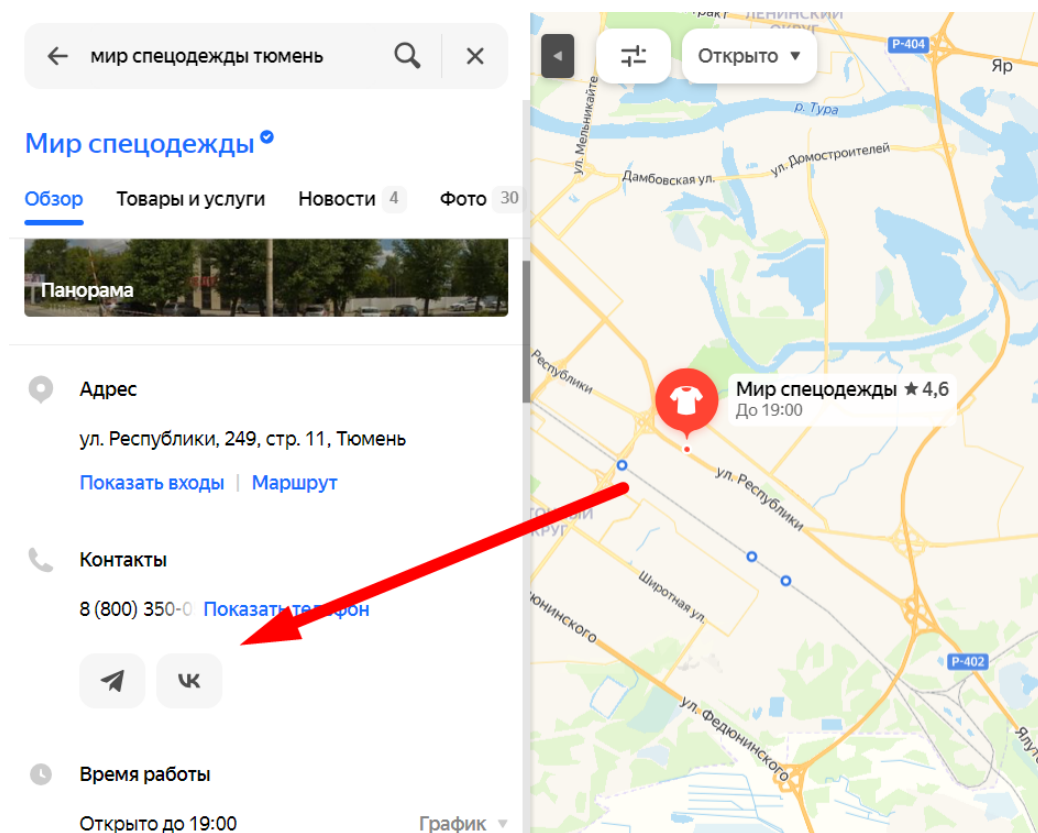 мир спецодежды тюмень
Мир спецодежды
Обзор Товары и услуги Новости 4 Фото 30
Панорама
Адрес
ул. Республики, 249, стр. 11, Тюмень
Показать входы | Маршрут
Контакты
8 (800) 350-0 Показать телефон
VK
Время работы
Открыто до 19:00 График
Открыто
ЛЕНИНСКИЙ
ОКРУГ
Р-404
Яр
р. Тура
ул. Мельникайте
Дамбовская ул.
ул. Домостроителей
Республики
Мир спецодежды ★ 4,6
До 19:00
ул. Республики
Широтная ул.
Р-402
ул. Федюнинского